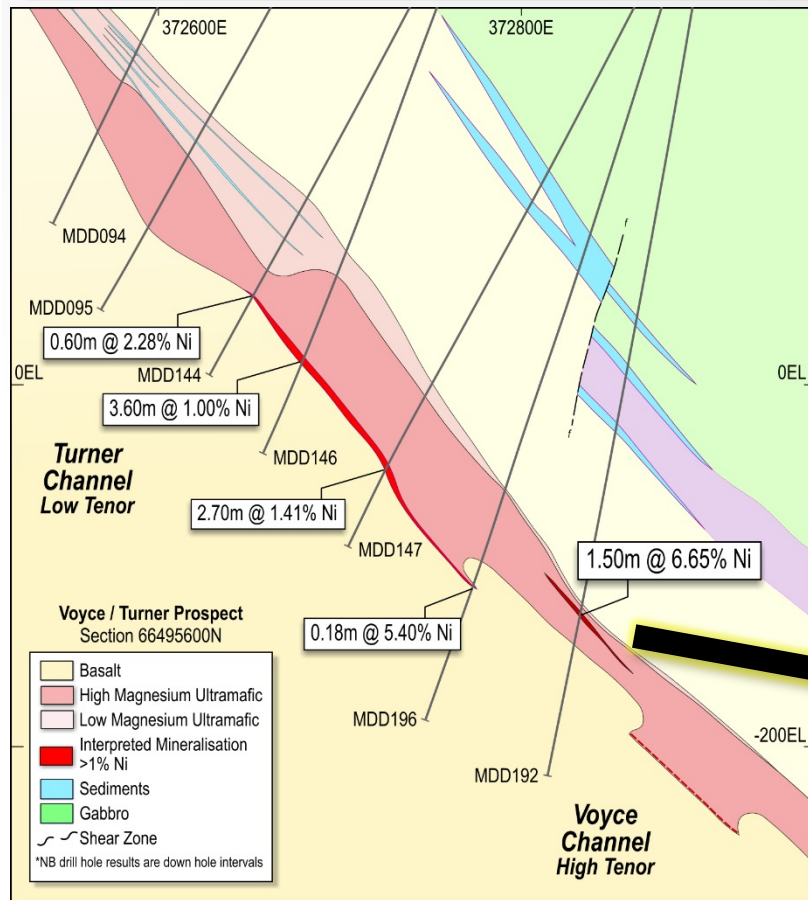 372600E
372800E
MDD094
MDD095
0.60m @ 2.28% Ni
0EL
MDD144
0EL
3.60m @ 1.00% Ni
Turner
Channel
Low Tenor
MDD146
2.70m @ 1.41% Ni
MDD147
1.50m @ 6.65% Ni
0.18m @ 5.40% Ni
Voyce / Turner Prospect
Section 66495600N
Basalt
High Magnesium Ultramafic
Low Magnesium Ultramafic
Interpreted Mineralisation
>1% Ni
Sediments
Gabbro
Shear Zone
*NB drill hole results are down hole intervals
MDD196
-200EL
MDD192
Voyce
Channel
High Tenor
f
f